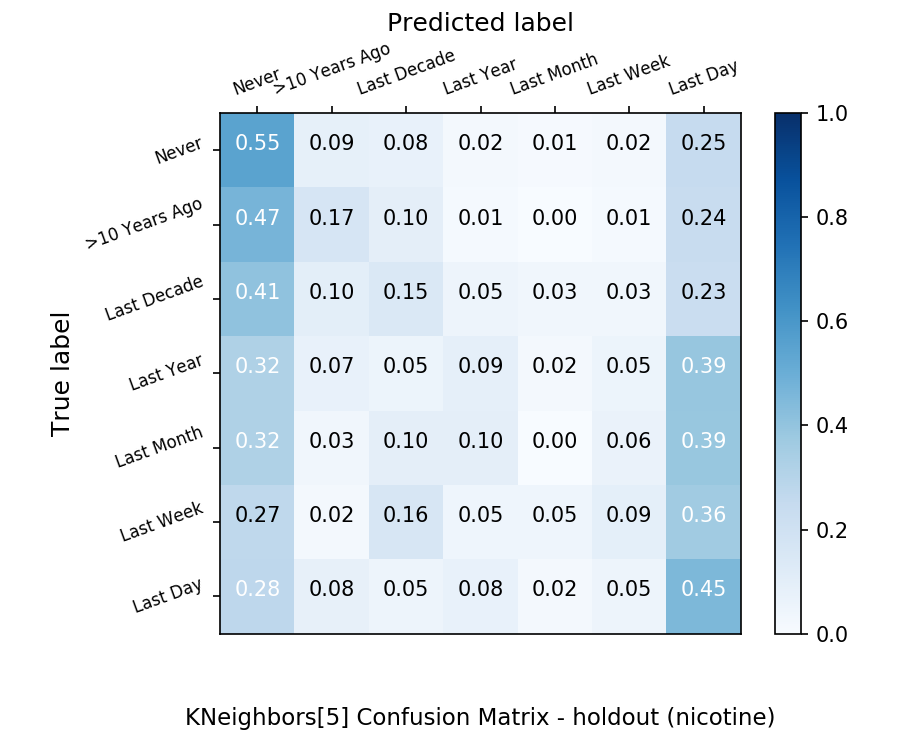 Predicted label
Never >10 Years Ago Last Decade Last Year Last Month Last Week Last Day
True label
Never 0.55 0.09 0.08 0.02 0.01 0.02 0.25
>10 Years Ago 0.47 0.17 0.10 0.01 0.00 0.01 0.24
Last Decade 0.41 0.10 0.15 0.05 0.03 0.03 0.23
Last Year 0.32 0.07 0.05 0.09 0.02 0.05 0.39
Last Month 0.32 0.03 0.10 0.10 0.00 0.06 0.39
Last Week 0.27 0.02 0.16 0.05 0.05 0.09 0.36
Last Day 0.28 0.08 0.05 0.08 0.02 0.05 0.45
1.0
0.8
0.6
0.4
0.2
0.0
KNeighbors[5] Confusion Matrix - holdout (nicotine)